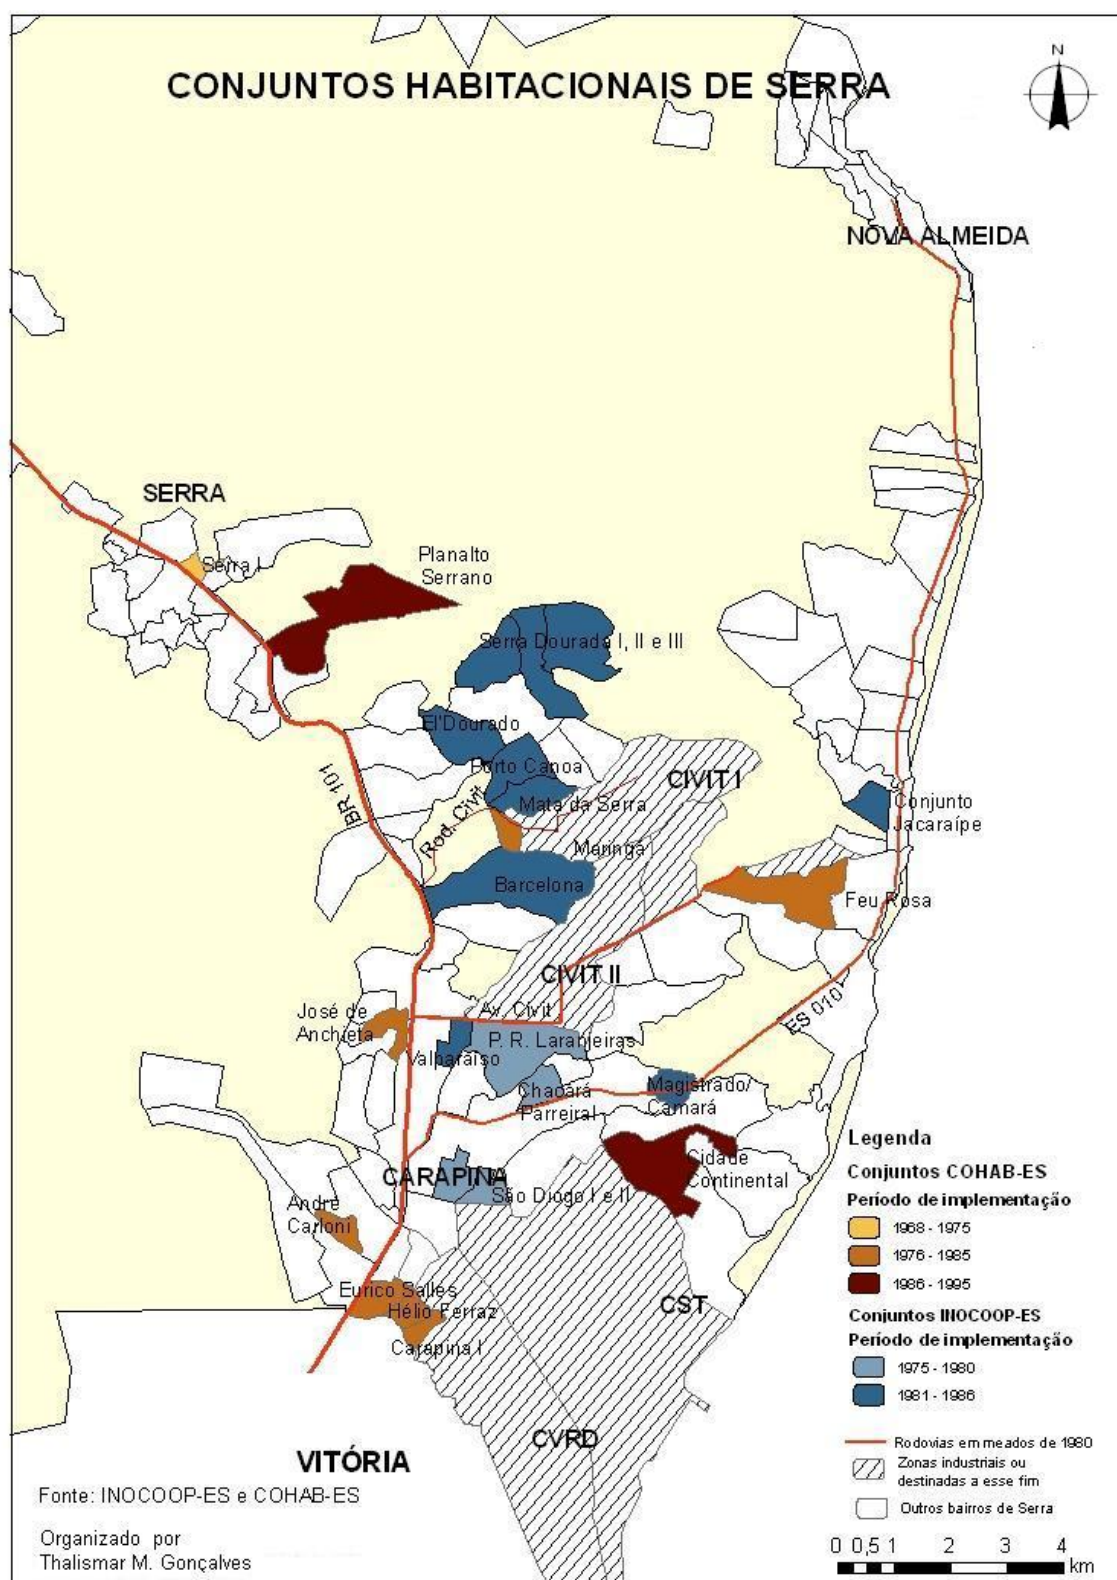 CONJUNTOS HABITACIONAIS DE SERRA
N
NOVA ALMEIDA
SERRA
Serra I
Planalto
Serrano
Serra Dourada I, II e III
El'Dourado
Porto Canoa
CIVIT I
Mata da Serra
BR 101
Rod. Civit
Maringá
Conjunto
Jacaraípe
Barcelona
Feu Rosa
CIVIT II
José de
Anchieta
Av. Civit
ES 010
P. R. Laranjeiras
Valparaíso
Chacará
Parreiral
Magistrado/
Camará
CARAPINA
São Diogo I e II
Cidade
Continental
André
Carloni
Eurico Salles
Hélio Ferraz
Carapina I
CST
CVRD
VITÓRIA
Legenda
Conjuntos COHAB-ES
Período de implementação
1968 - 1975
1976 - 1985
1986 - 1995
Conjuntos INOCOOP-ES
Período de implementação
1975 - 1980
1981 - 1986
Rodovias em meados de 1980
Zonas industriais ou
destinadas a esse fim
Outros bairros de Serra
0 0,5 1 2 3 4
km
Fonte: INOCOOP-ES e COHAB-ES
Organizado por
Thalismar M. Gonçalves